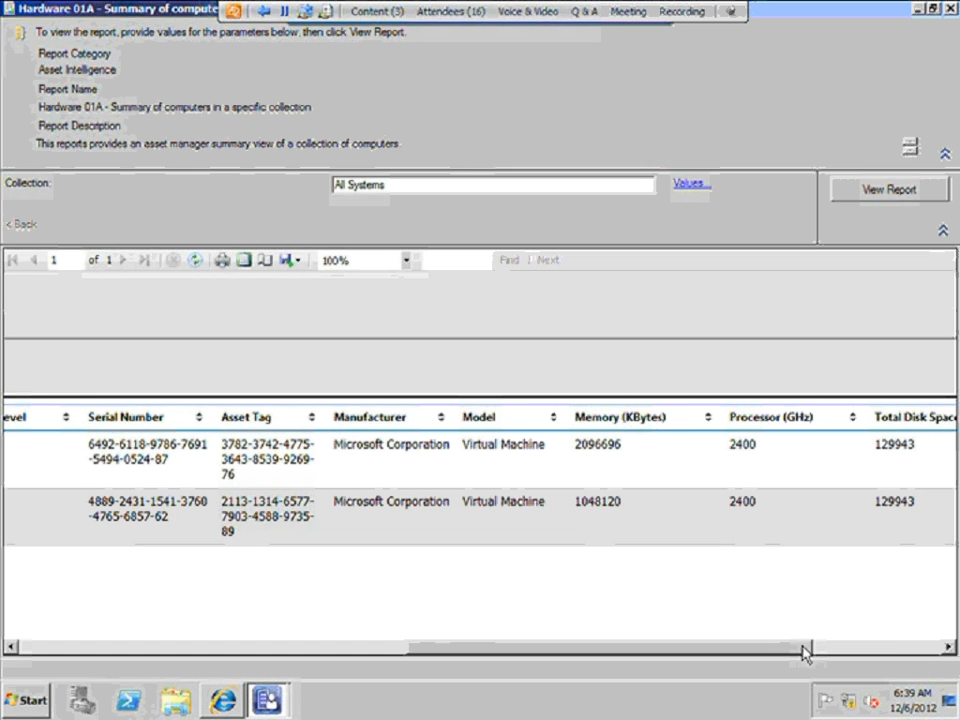 Hardware 01A - Summary of compute
Content (3) Attendees (16) Voice & Video Q & A Meeting Recording
To view the report, provide values for the parameters below, then click View Report.
Report Category
Asset Intelligence
Report Name
Hardware 01A - Summary of computers in a specific collection
Report Description
This reports provides an asset manager summary view of a collection of computers.
Collection: All Systems Values... View Report
< Back
1 of 1 100% Find Next
evel Serial Number Asset Tag Manufacturer Model Memory (KBytes) Processor (GHz) Total Disk Space
6492-6118-9786-7691 3782-3742-4775- Microsoft Corporation Virtual Machine 2096696 2400 129943
-5494-0524-87 3643-8539-9269-
76
4889-2431-1541-3760 2113-1314-6577- Microsoft Corporation Virtual Machine 1048120 2400 129943
-4765-6857-62 7903-4588-9735-
89
Start 6:39 AM
12/6/2012